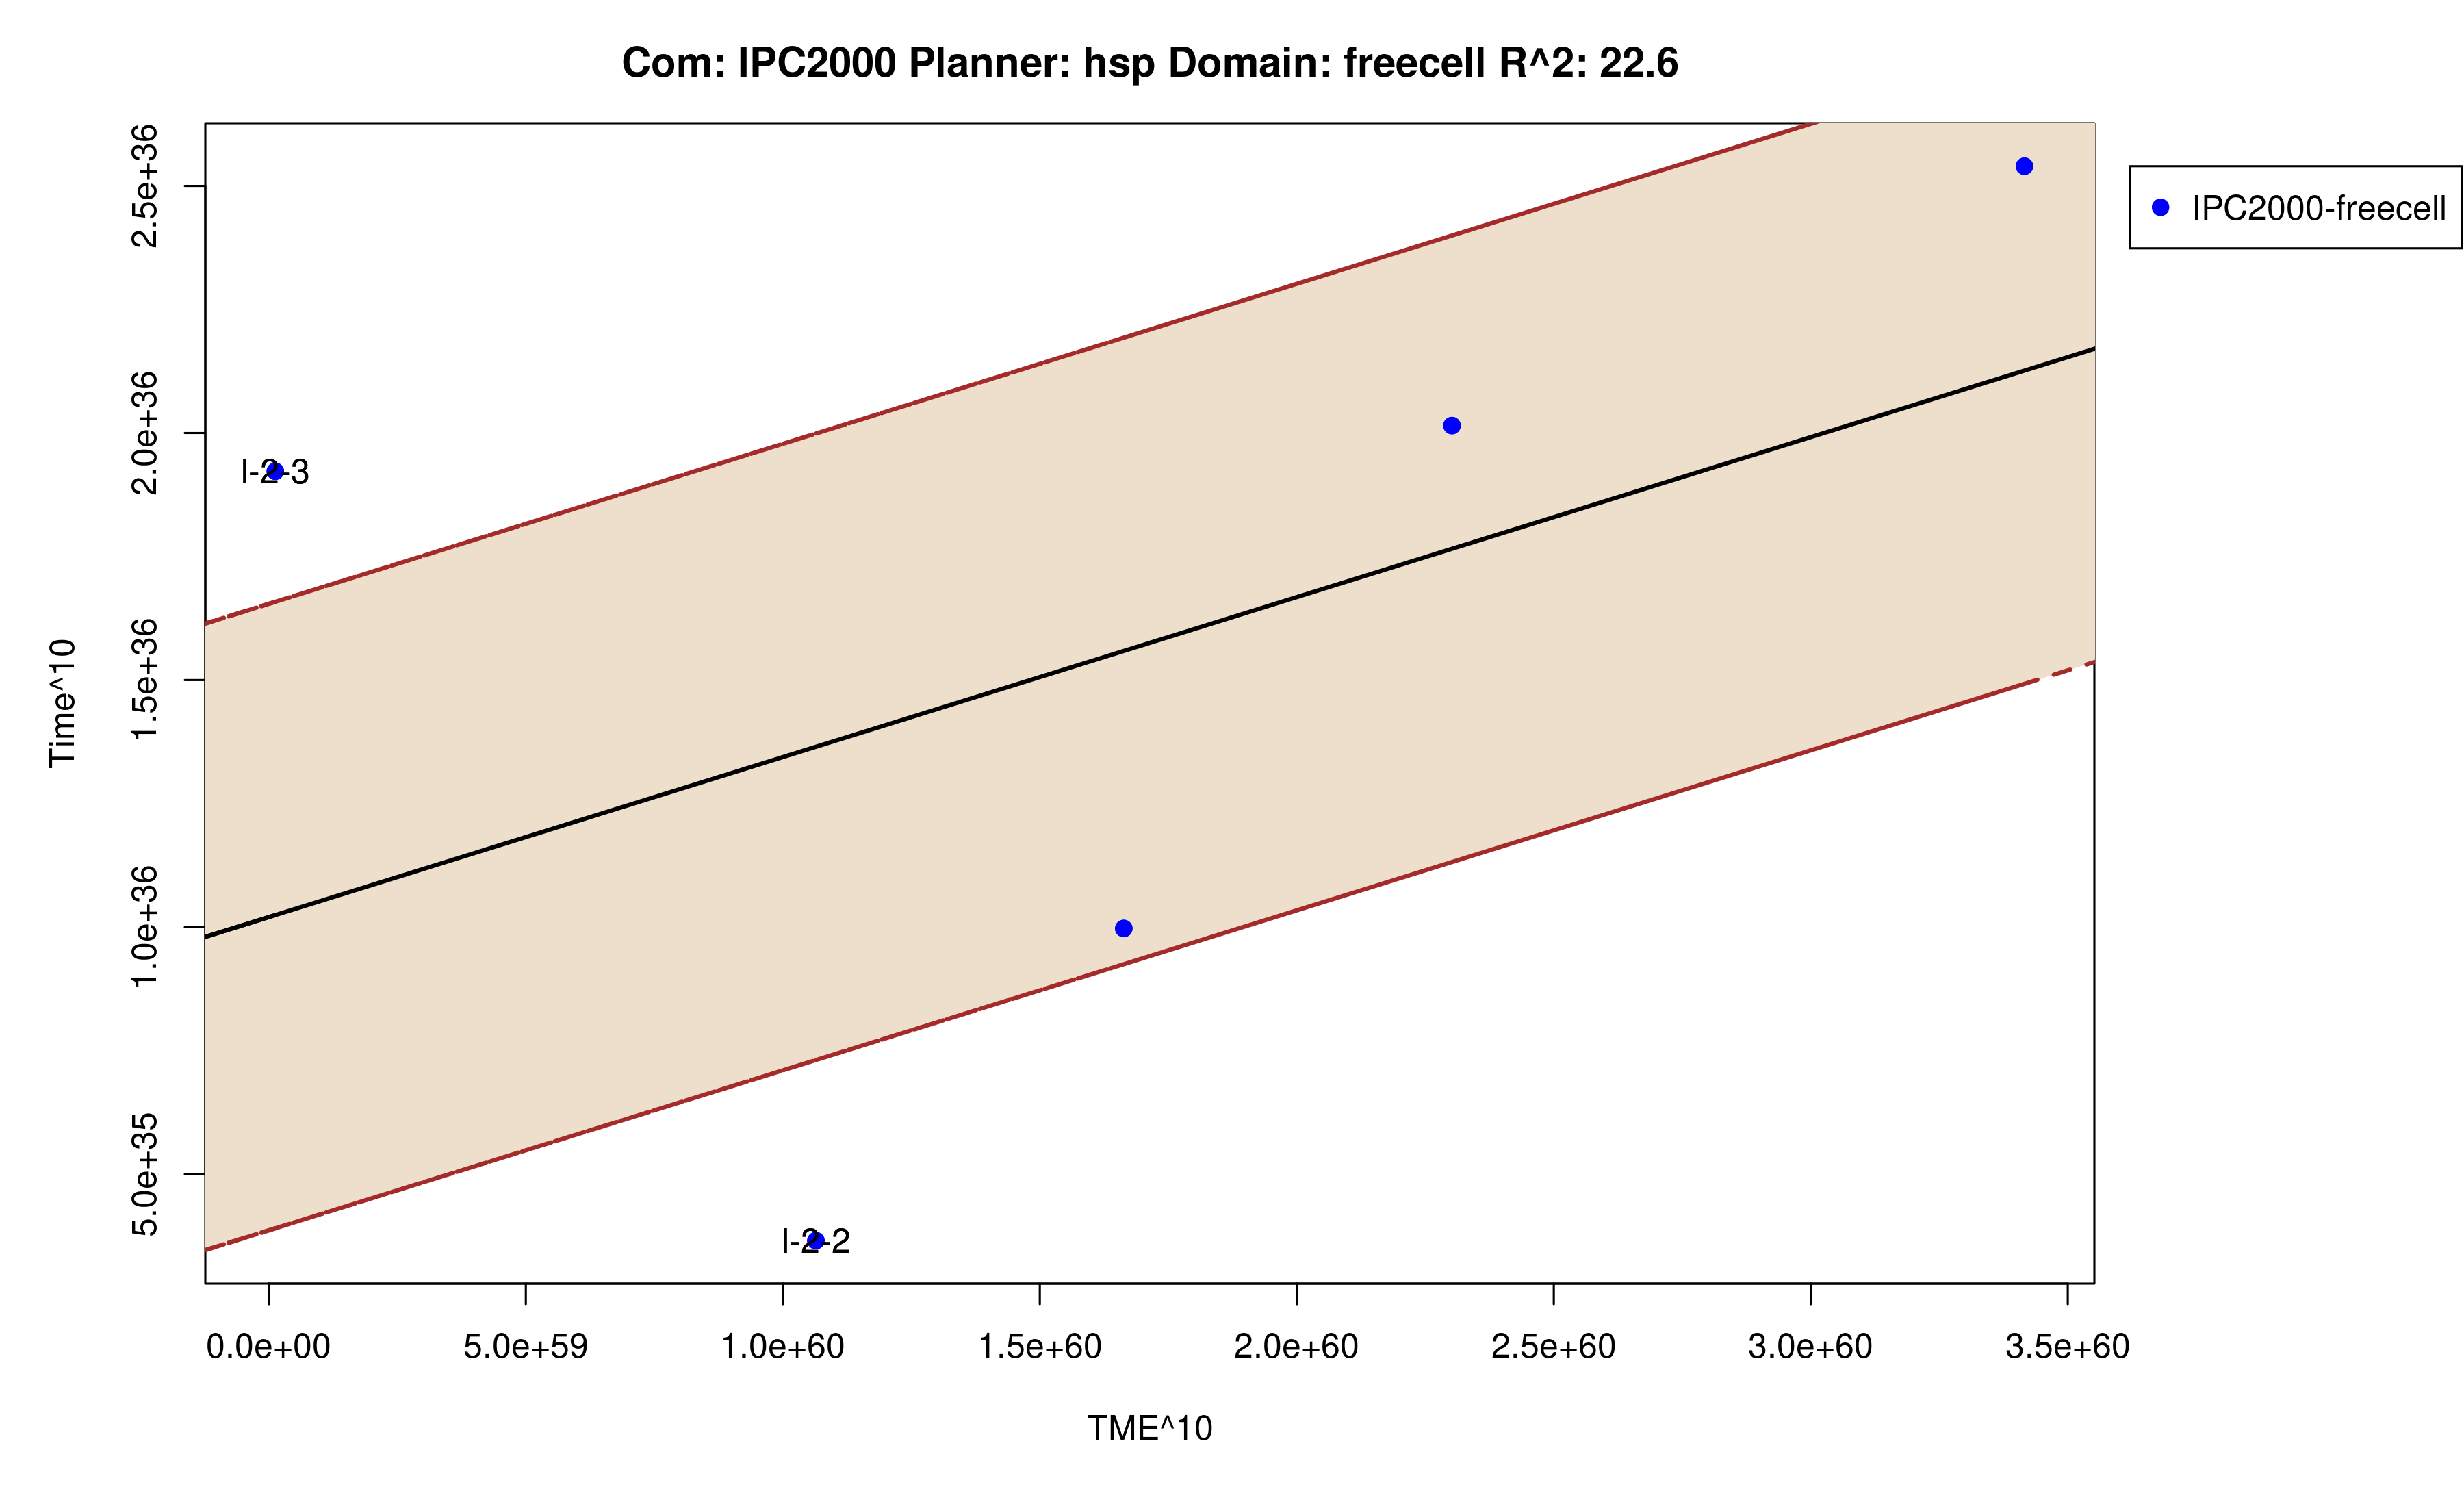 Com: IPC2000 Planner: hsp Domain: freecell R^2: 22.6
IPC2000-freecell
2.5e+36
2.0e+36
1.5e+36
1.0e+36
5.0e+35
Time^10
I-2-3
I-2-2
0.0e+00 5.0e+59 1.0e+60 1.5e+60 2.0e+60 2.5e+60 3.0e+60 3.5e+60
TME^10